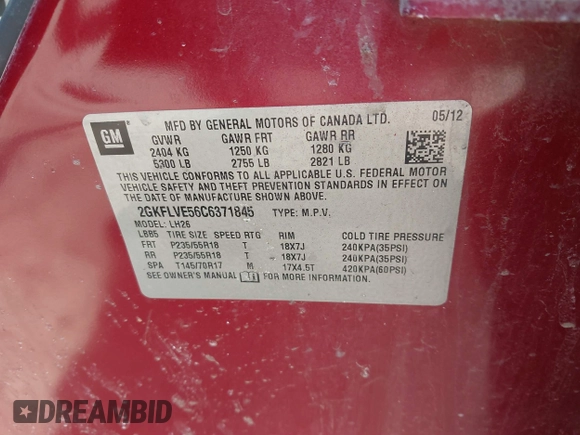 MFD BY GENERAL MOTORS OF CANADA LTD. 05/12
GM
GVWR GAWR FRT GAWR RR
2404 KG 1250 KG 1280 KG
5300 LB 2755 LB 2821 LB
THIS VEHICLE CONFORMS TO ALL APPLICABLE U.S. FEDERAL MOTOR
VEHICLE SAFETY AND THEFT PREVENTION STANDARDS IN EFFECT ON
THE DATE OF MANUFACTURE SHOWN ABOVE.
2GKFLVE56C6371845 TYPE: M.P.V.
MODEL: LH26
LBB5 TIRE SIZE SPEED RTG RIM COLD TIRE PRESSURE
FRT P235/55R18 T 18X7J 240KPA(35PSI)
RR P235/55R18 T 18X7J 240KPA(35PSI)
SPA T145/70R17 M 17X4.5T 420KPA(60PSI)
SEE OWNER'S MANUAL FOR MORE INFORMATION.
DREAMBID